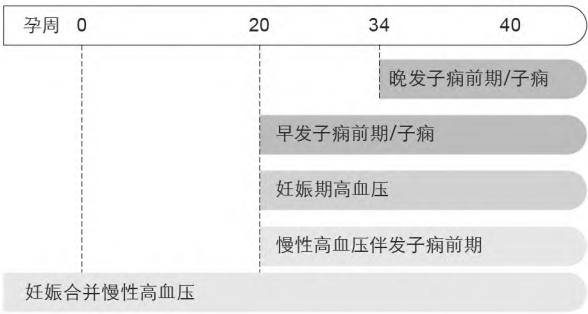 孕周 0 20 34 40
晚发子痫前期/子痫
早发子痫前期/子痫
妊娠期高血压
慢性高血压伴发子痫前期
妊娠合并慢性高血压